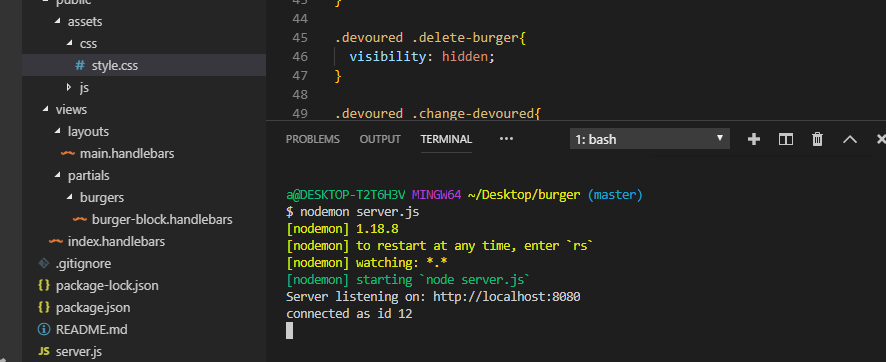 public
assets
css
# style.css
js
views
layouts
main.handlebars
partials
burgers
burger-block.handlebars
index.handlebars
.gitignore
{} package-lock.json
{} package.json
README.md
JS server.js
43 }
44
45 .devoured .delete-burger{
46 visibility: hidden;
47 }
48
49 .devoured .change-devoured{
PROBLEMS OUTPUT TERMINAL ••• 1: bash
a@DESKTOP-T2T6H3V MINGW64 ~/Desktop/burger (master)
$ nodemon server.js
[nodemon] 1.18.8
[nodemon] to restart at any time, enter `rs`
[nodemon] watching: *.*
[nodemon] starting `node server.js`
Server listening on: http://localhost:8080
connected as id 12